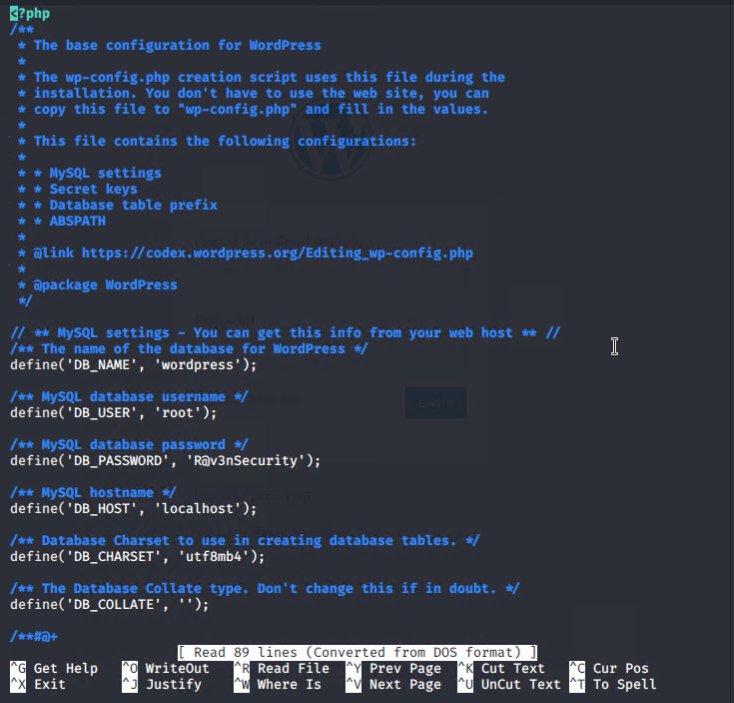 <?php
/**
 * The base configuration for WordPress
 *
 * The wp-config.php creation script uses this file during the
 * installation. You don't have to use the web site, you can
 * copy this file to "wp-config.php" and fill in the values.
 *
 * This file contains the following configurations:
 *
 * * MySQL settings
 * * Secret keys
 * * Database table prefix
 * * ABSPATH
 *
 * @link https://codex.wordpress.org/Editing_wp-config.php
 *
 * @package WordPress
 */

// ** MySQL settings - You can get this info from your web host ** //
/** The name of the database for WordPress */
define('DB_NAME', 'wordpress');

/** MySQL database username */
define('DB_USER', 'root');

/** MySQL database password */
define('DB_PASSWORD', 'R@v3nSecurity');

/** MySQL hostname */
define('DB_HOST', 'localhost');

/** Database Charset to use in creating database tables. */
define('DB_CHARSET', 'utf8mb4');

/** The Database Collate type. Don't change this if in doubt. */
define('DB_COLLATE', '');

/**#@+
[ Read 89 lines (Converted from DOS format) ]
^G Get Help ^O WriteOut ^R Read File ^Y Prev Page ^K Cut Text ^C Cur Pos
^X Exit ^J Justify ^W Where Is ^V Next Page ^U UnCut Text ^T To Spell